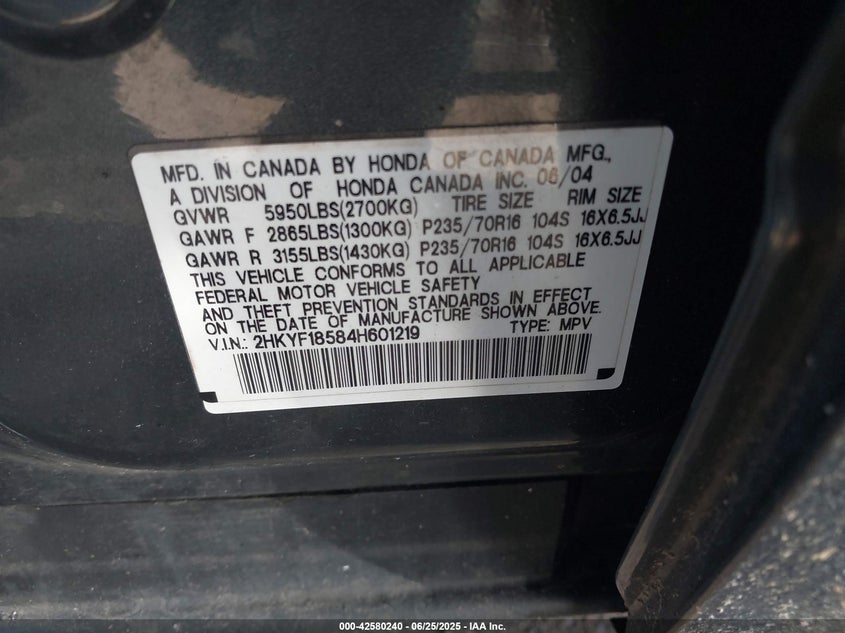 MFD. IN CANADA BY HONDA OF CANADA MFG.,
A DIVISION OF HONDA CANADA INC. 06/04
GVWR 5950LBS(2700KG) TIRE SIZE RIM SIZE
GAWR F 2865LBS(1300KG) P235/70R16 104S 16X6.5JJ
GAWR R 3155LBS(1430KG) P235/70R16 104S 16X6.5JJ
THIS VEHICLE CONFORMS TO ALL APPLICABLE
FEDERAL MOTOR VEHICLE SAFETY
AND THEFT PREVENTION STANDARDS IN EFFECT
ON THE DATE OF MANUFACTURE SHOWN ABOVE.
V.I.N.: 2HKYF18584H601219 TYPE: MPV
000-42580240 - 06/25/2025 - IAA Inc.